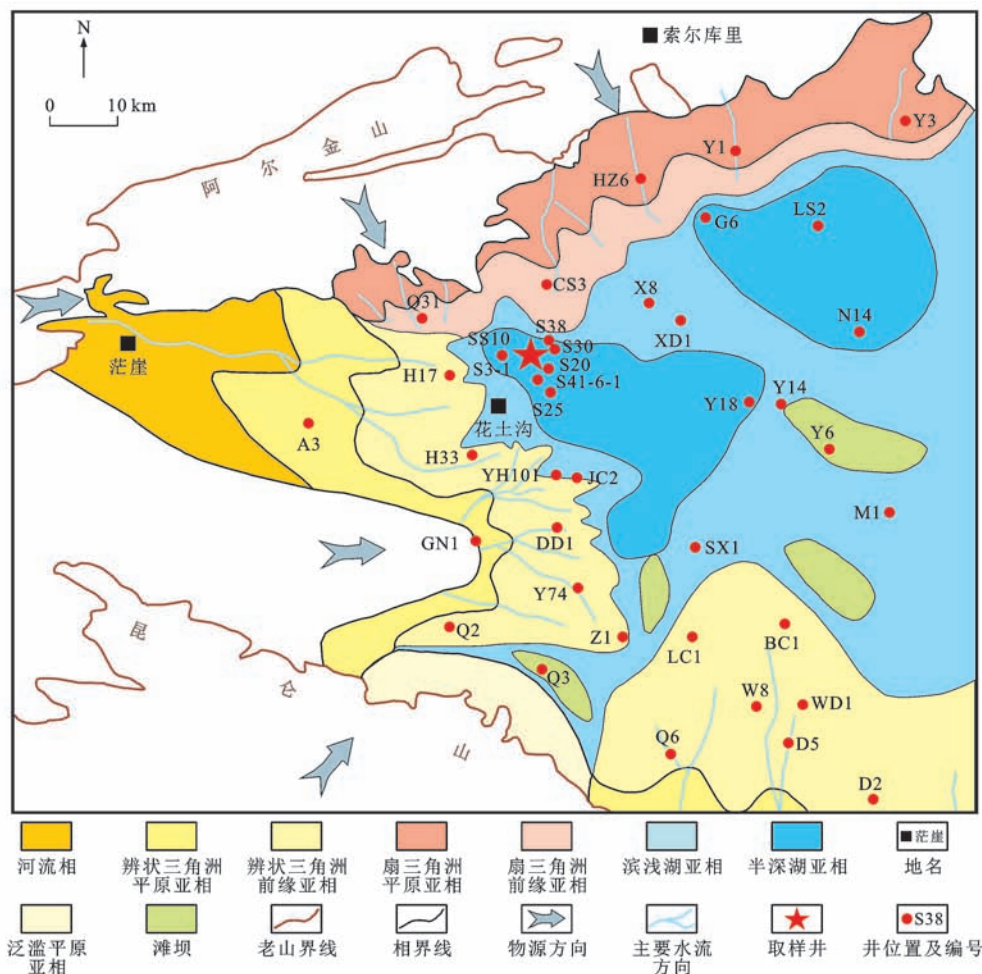 索尔库里
N
0 10 km
阿尔金山
Y3
Y1
HZ6
G6
LS2
CS3
X8
Q31
XD1
N14
茫崖
S38
SS10
S30
S3-1
S20
H17
S41-6-1
S25
Y18
Y14
花土沟
A3
Y6
H33
YH101
JC2
M1
GN1
DD1
SX1
Y74
昆仑山
Q2
Z1
LC1
BC1
Q3
W8
WD1
Q6
D5
D2
茫崖
河流相
辨状三角洲
平原亚相
辨状三角洲
前缘亚相
扇三角洲
平原亚相
扇三角洲
前缘亚相
滨浅湖亚相
半深湖亚相
地名
S38
泛滥平原
亚相
滩坝
老山界线
相界线
物源方向
主要水流
方向
取样井
井位置及编号